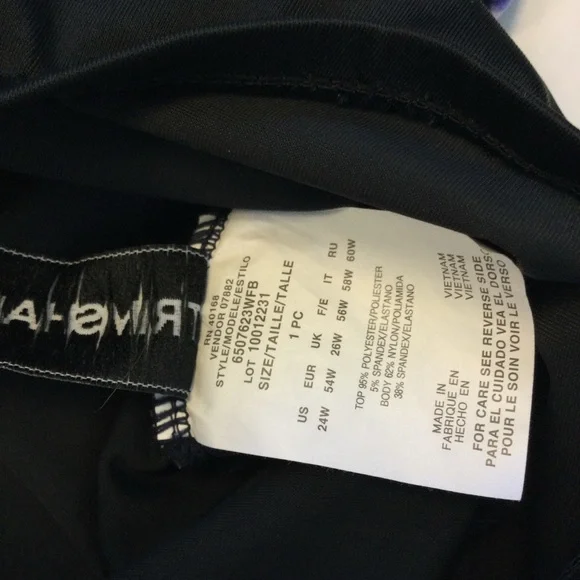 RN 40198
VENDOR 07882
STYLE/MODELE/ESTILO
6507623WFB
LOT 10012231
SIZE/TAILLE/TALLE
1 PC
US EUR UK F/E IT RU
24W 54W 26W 56W 58W 60W
TOP 95% POLYESTER/POLIESTER
5% SPANDEX/ELASTANO
BODY 62% NYLON/POLIAMIDA
38% SPANDEX/ELASTANO
MADE IN VIETNAM
FABRIQUE EN VIETNAM
HECHO EN VIETNAM
FOR CARE SEE REVERSE SIDE
PARA EL CUIDADO VEA EL DORSO
POUR LE SOIN VOIR LE VERSO